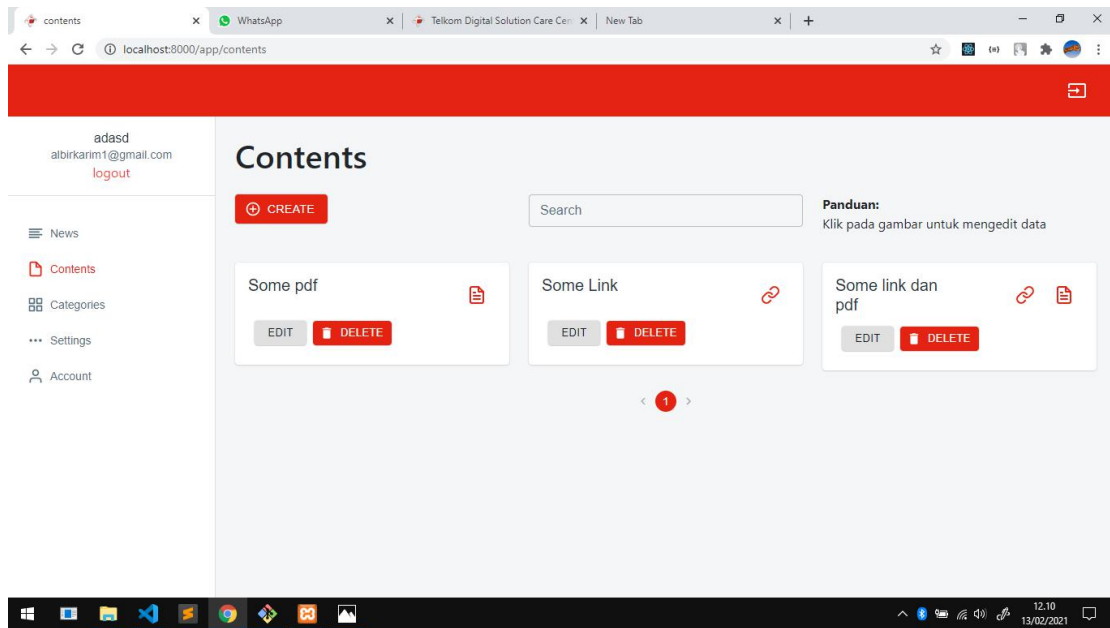 contents
WhatsApp
Telkom Digital Solution Care Cen
New Tab
localhost:8000/app/contents
adasd
albirkarim1@gmail.com
logout
News
Contents
Categories
Settings
Account
Contents
CREATE
Search
Panduan:
Klik pada gambar untuk mengedit data
Some pdf
EDIT
DELETE
Some Link
EDIT
DELETE
Some link dan
pdf
EDIT
DELETE
1
12.10
13/02/2021